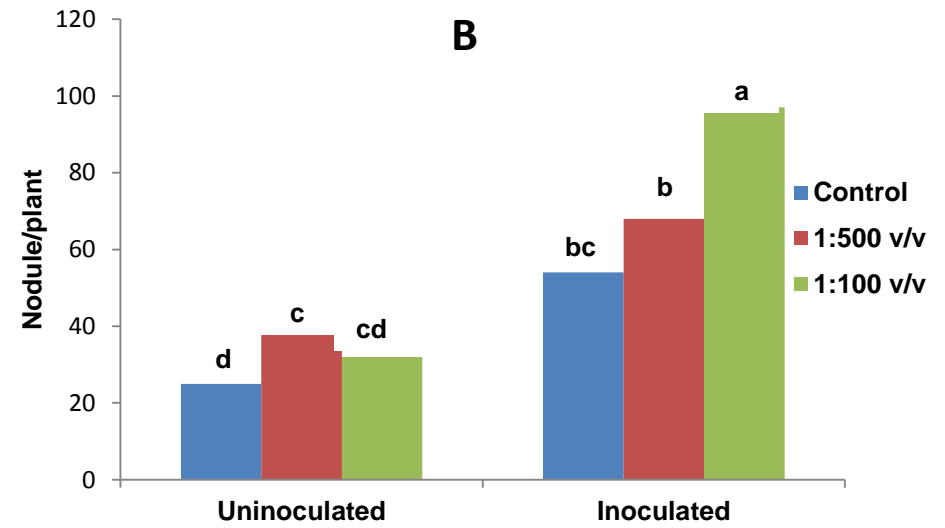 B
120
100
80
60
40
20
0
Nodule/plant
d
c
cd
bc
b
a
Uninoculated
Inoculated
Control
1:500 v/v
1:100 v/v